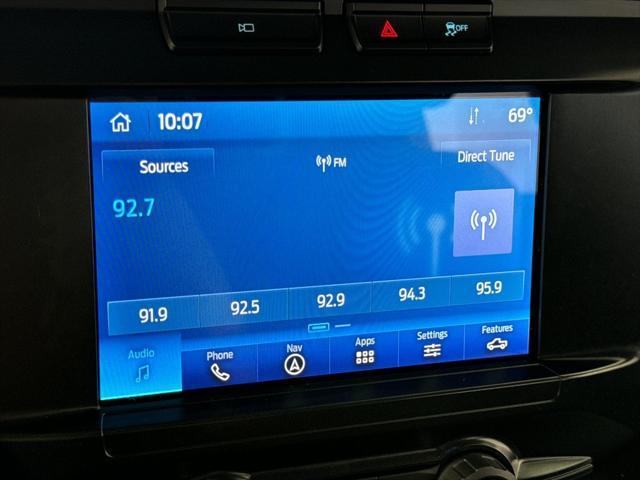 OFF
10:07 69°
Sources FM Direct Tune
92.7
91.9 92.5 92.9 94.3 95.9
Audio Phone Nav Apps Settings Features